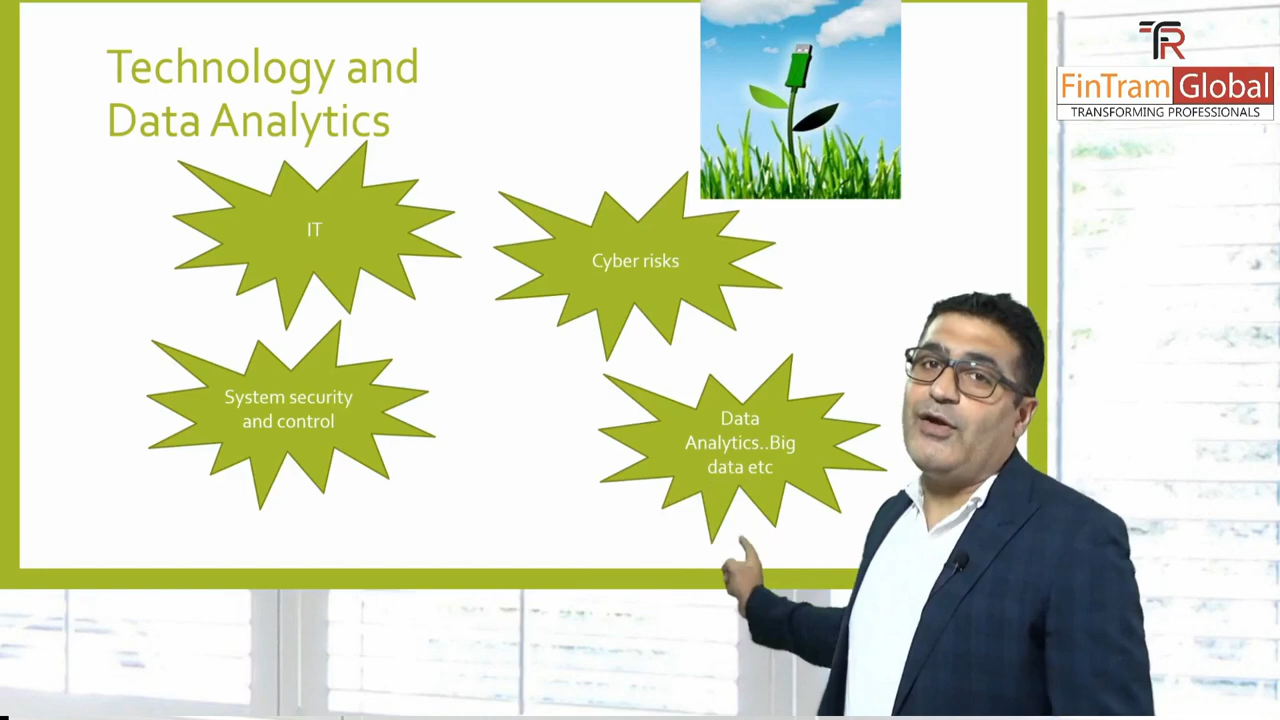 Technology and
Data Analytics
IT
Cyber risks
System security
and control
Data
Analytics..Big
data etc
FR
FinTram Global
TRANSFORMING PROFESSIONALS